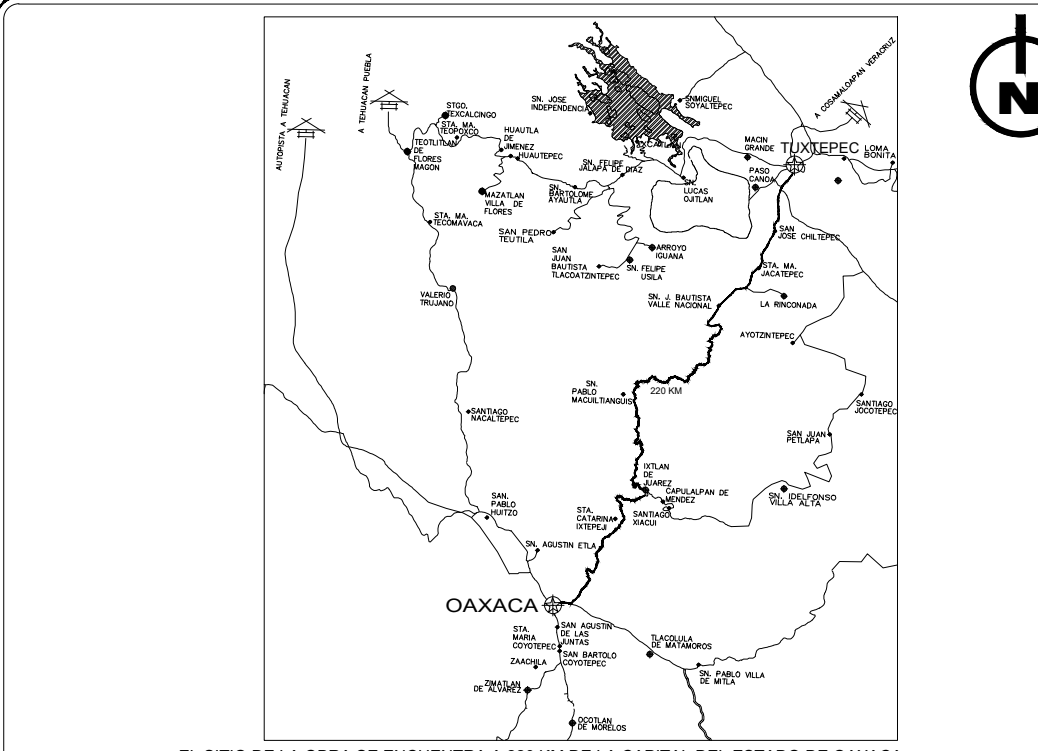 AUTOPISTA A TEHUACAN
A TEHUACAN PUEBLA
A COSAMALOAPAN VERACRUZ
N
STGO.
TEXCALCINGO
STA. MA.
TEOPOXCO
TEOTLITLAN
DE
FLORES
MAGON
HUAUTLA
DE
JIMENEZ
HUAUTEPEC
MAZATLAN
VILLA DE
FLORES
SN. JOSE
INDEPENDENCIA
SNMIGUEL
SOYALTEPEC
SN. FELIPE
JALAPA DE DIAZ
SN.
BARTOLOME
AYAUTLA
SN.
LUCAS
OJITLAN
MACIN
GRANDE
TUXTEPEC
LOMA
BONITA
PASO
CANOA
STA. MA.
TECOMAVACA
SAN PEDRO
TEUTILA
SAN
JUAN
BAUTISTA
TLACOATZINTEPEC
ARROYO
IGUANA
SN. FELIPE
USILA
SAN
JOSE CHILTEPEC
STA. MA.
JACATEPEC
VALERIO
TRUJANO
SN. J. BAUTISTA
VALLE NACIONAL
LA RINCONADA
AYOTZINTEPEC
SN.
PABLO
MACUILTIANGUIS
220 KM
SANTIAGO
NACALTEPEC
SANTIAGO
JOCOTEPEC
SAN JUAN
PETLAPA
IXTLAN
DE
JUAREZ
CAPULALPAN DE
MENDEZ
SN. IDELFONSO
VILLA ALTA
SAN.
PABLO
HUITZO
STA.
CATARINA
IXTEPEJI
SANTIAGO
XIACUI
SN. AGUSTIN ETLA
OAXACA
STA.
MARIA
COYOTEPEC
SAN AGUSTIN
DE LAS
JUNTAS
SAN BARTOLO
COYOTEPEC
TLACOLULA
DE MATAMOROS
ZAACHILA
SN. PABLO VILLA
DE MITLA
ZIMATLAN
DE ALVAREZ
OCOTLAN
DE MORELOS